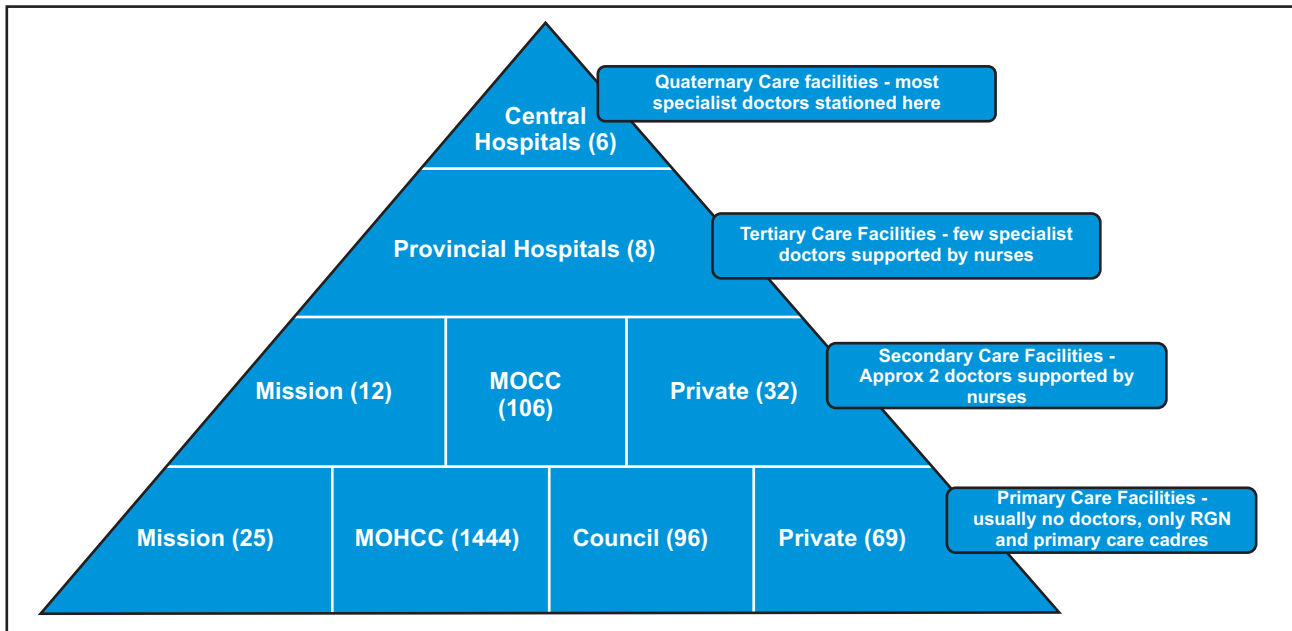 Quaternary Care facilities - most
specialist doctors stationed here
Central
Hospitals (6)
Provincial Hospitals (8)
Tertiary Care Facilities - few specialist
doctors supported by nurses
Mission (12)
MOCC
(106)
Private (32)
Secondary Care Facilities -
Approx 2 doctors supported by
nurses
Mission (25)
MOHCC (1444)
Council (96)
Private (69)
Primary Care Facilities -
usually no doctors, only RGN
and primary care cadres